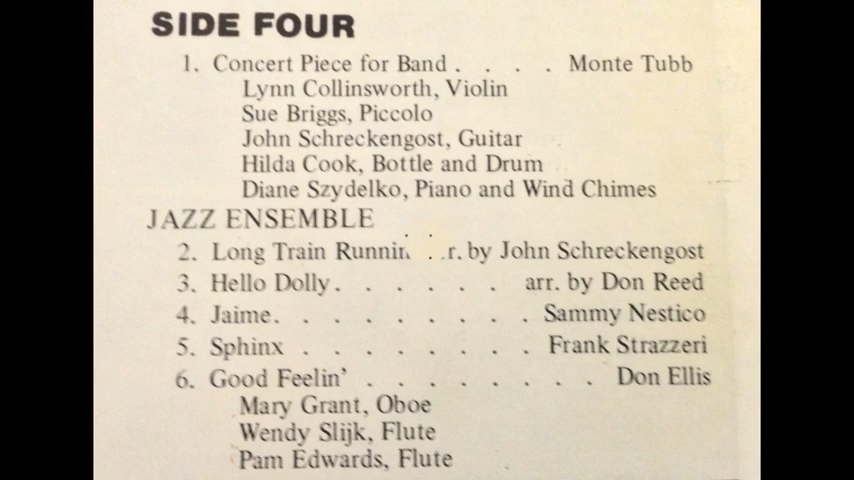 SIDE FOUR
1. Concert Piece for Band . . . . Monte Tubb
Lynn Collinsworth, Violin
Sue Briggs, Piccolo
John Schreckengost, Guitar
Hilda Cook, Bottle and Drum
Diane Szydelko, Piano and Wind Chimes
JAZZ ENSEMBLE
2. Long Train by John Schreckengost
3. Hello Dolly . . . . . . arr. by Don Reed
4. Jaime. . . . . . . . . Sammy Nestico
5. Sphinx . . . . . . . . Frank Strazzeri
6. Good Feelin' . . . . . . . . Don Ellis
Mary Grant, Oboe
Wendy Slijk, Flute
Pam Edwards, Flute